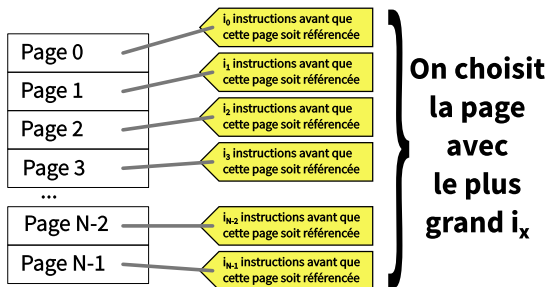 Page 0
Page 1
Page 2
Page 3
...
Page N-2
Page N-1
i0 instructions avant que
cette page soit référencée
i1 instructions avant que
cette page soit référencée
i2 instructions avant que
cette page soit référencée
i3 instructions avant que
cette page soit référencée
iN-2 instructions avant que
cette page soit référencée
iN-1 instructions avant que
cette page soit référencée
On choisit
la page
avec
le plus
grand ix